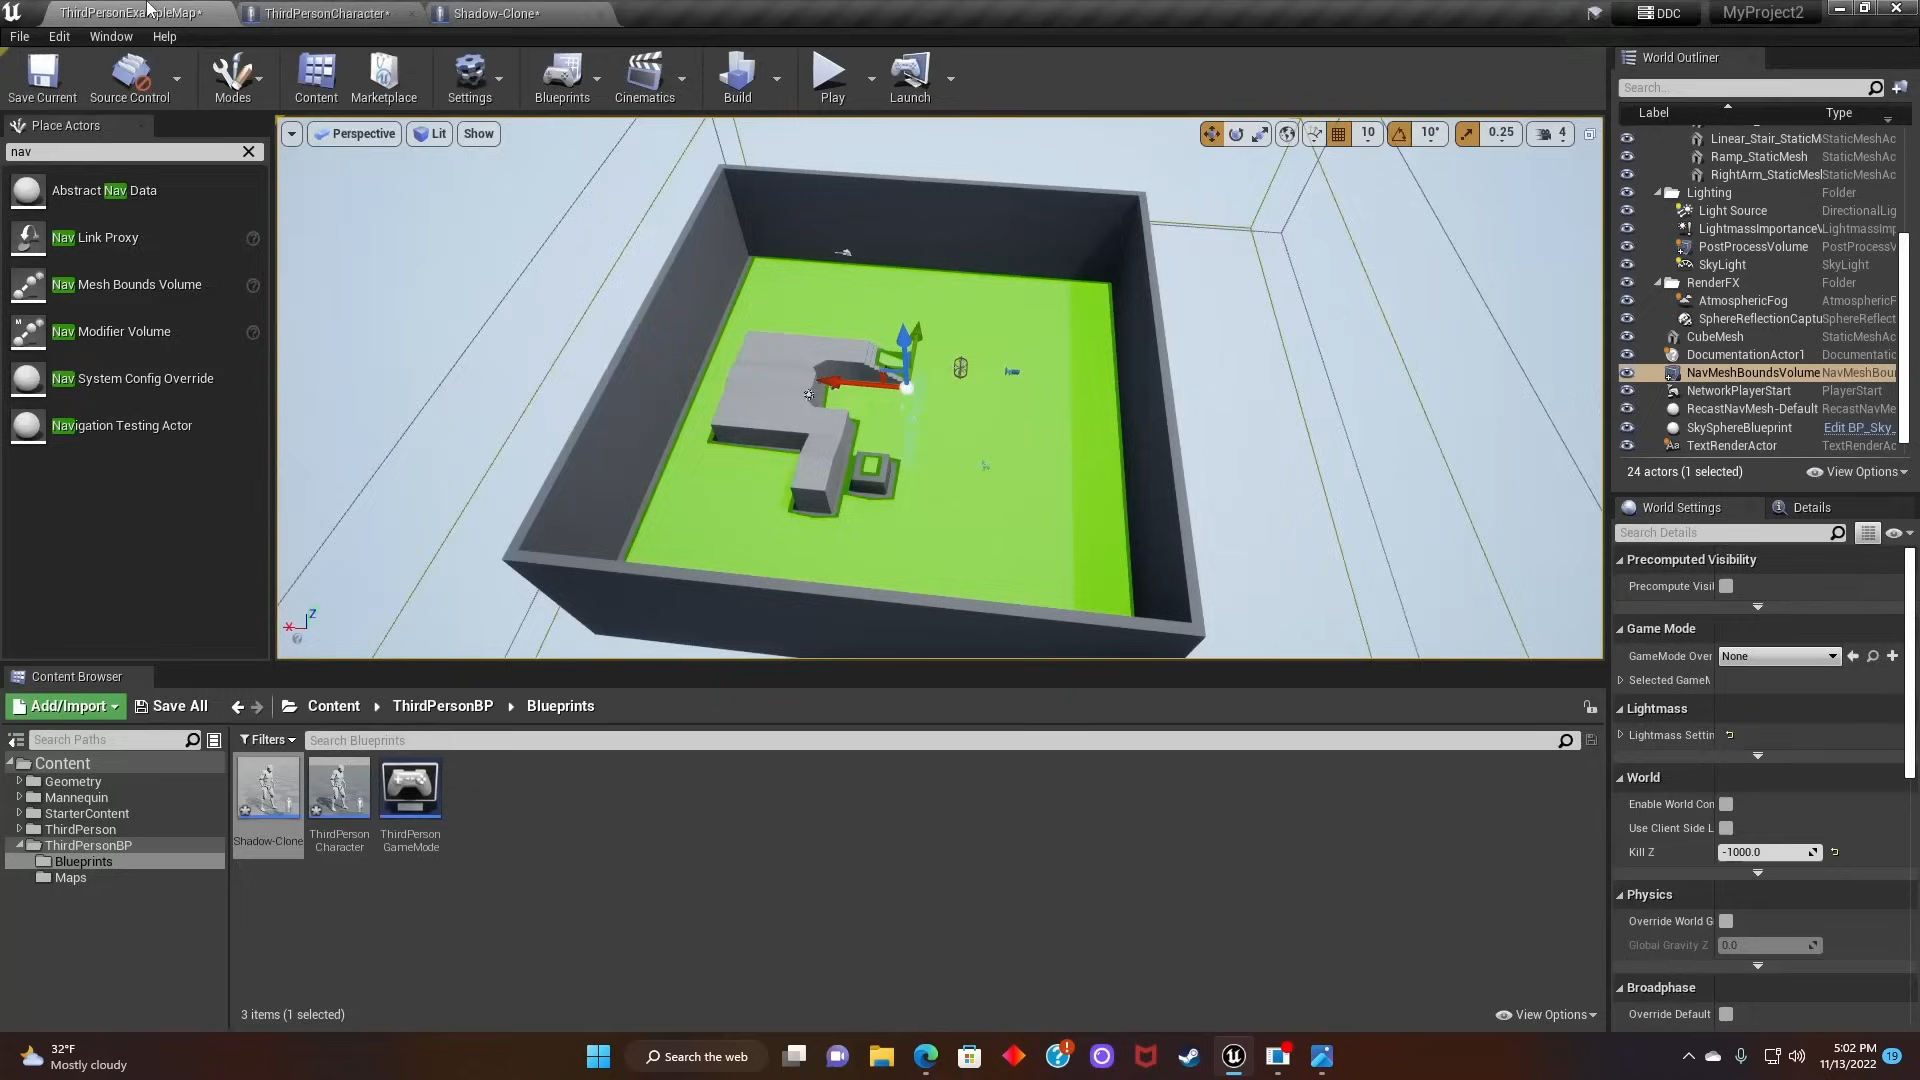 ThirdPersonExampleMap*
ThirdPersonCharacter*
Shadow-Clone*
DDC
MyProject2
File Edit Window Help
Save Current
Source Control
Modes
Content
Marketplace
Settings
Blueprints
Cinematics
Build
Play
Launch
Place Actors
nav
Abstract Nav Data
Nav Link Proxy
Nav Mesh Bounds Volume
Nav Modifier Volume
Nav System Config Override
Navigation Testing Actor
Perspective
Lit
Show
10
10°
0.25
4
Z
X
World Outliner
Search...
Label Type
Linear_Stair_StaticM StaticMeshAc
Ramp_StaticMesh StaticMeshAc
RightArm_StaticMesl StaticMeshAc
Lighting Folder
Light Source DirectionalLig
LightmassImportanceV LightmassImp
PostProcessVolume PostProcessV
SkyLight SkyLight
RenderFX Folder
AtmosphericFog AtmosphericF
SphereReflectionCaptu SphereReflect
CubeMesh StaticMeshAc
DocumentationActor1 Documentatic
NavMeshBoundsVolume NavMeshBou
NetworkPlayerStart PlayerStart
RecastNavMesh-Default RecastNavMe
SkySphereBlueprint Edit BP_Sky_
TextRenderActor TextRenderAc
24 actors (1 selected)
View Options
World Settings
Details
Search Details
Precomputed Visibility
Precompute Visil
Game Mode
GameMode Over None
Selected GameM
Lightmass
Lightmass Settin
World
Enable World Con
Use Client Side L
Kill Z -1000.0
Physics
Override World G
Global Gravity Z 0.0
Broadphase
Override Default
Content Browser
Add/Import
Save All
Content
ThirdPersonBP
Blueprints
Search Paths
Filters
Search Blueprints
Content
Geometry
Mannequin
StarterContent
ThirdPerson
ThirdPersonBP
Blueprints
Maps
Shadow-Clone
ThirdPerson
Character
ThirdPerson
GameMode
3 items (1 selected)
View Options
32°F
Mostly cloudy
Search the web
5:02 PM
11/13/2022
19